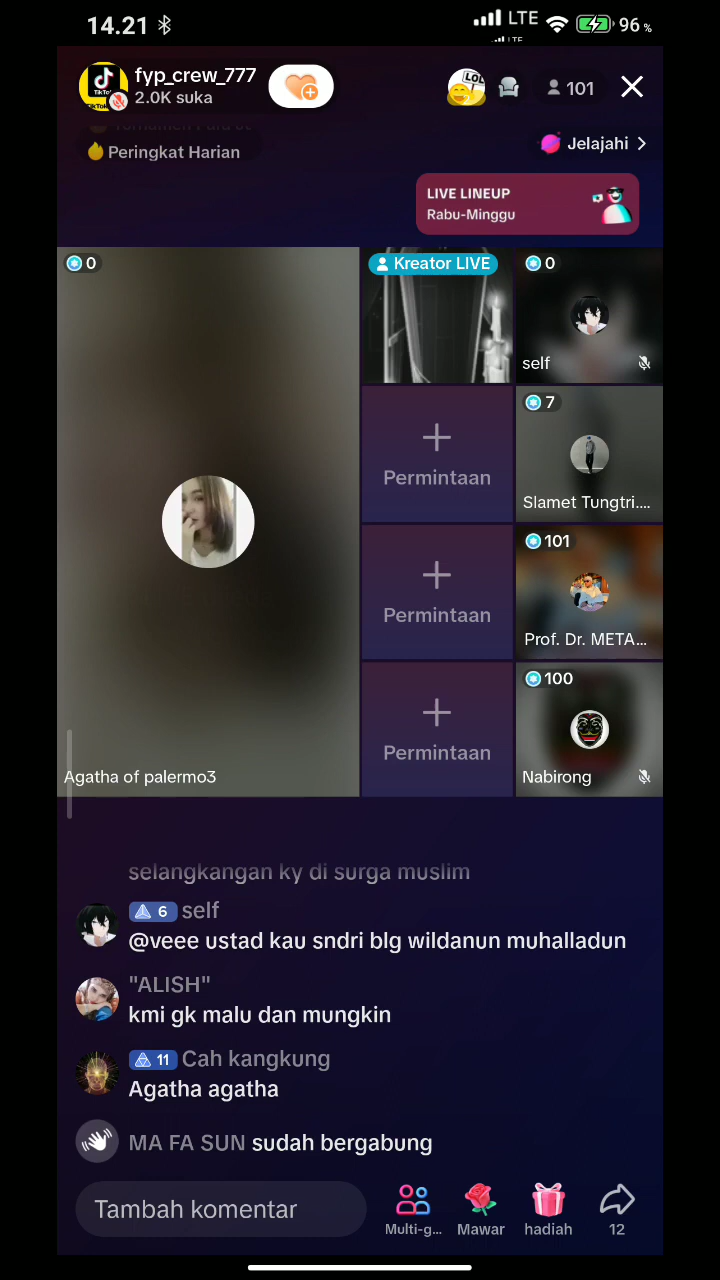 14.21
LTE
96 %
LTE
fyp_crew_777
2.0K suka
LOL
101
TikTok
Peringkat Harian
Jelajahi
LIVE LINEUP
Rabu-Minggu
0
Kreator LIVE
0
self
7
Permintaan
Slamet Tungtri....
101
Permintaan
Prof. Dr. META...
100
Permintaan
Agatha of palermo3
Nabirong
selangkangan ky di surga muslim
6 self
@veee ustad kau sndri blg wildanun muhalladun
"ALISH"
kmi gk malu dan mungkin
11 Cah kangkung
Agatha agatha
MA FA SUN sudah bergabung
Tambah komentar
Multi-g...
Mawar
hadiah
12